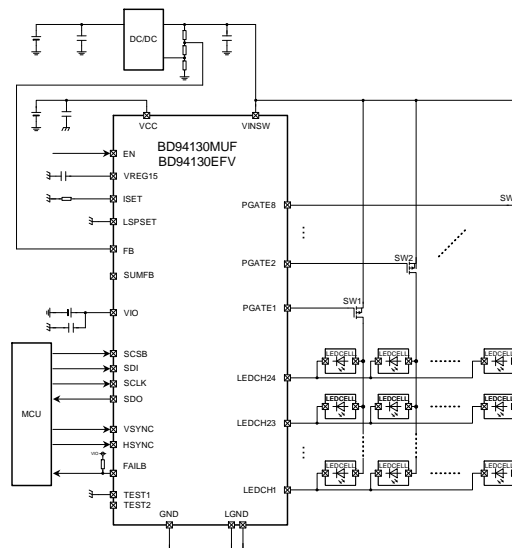 DC/DC
VCC
VINSW
BD94130MUF
BD94130EFV
EN
VREG15
ISET
LSPSET
FB
SUMFB
VIO
SCSB
SDI
SCLK
SDO
VSYNC
HSYNC
VIO
FAILB
TEST1
TEST2
MCU
GND
LGND
PGATE8
PGATE2
PGATE1
LEDCH24
LEDCH23
LEDCH1
SW
SW2
SW1
LEDCELL
LEDCELL
LEDCELL
LEDCELL
LEDCELL
LEDCELL
LEDCELL
LEDCELL
LEDCELL